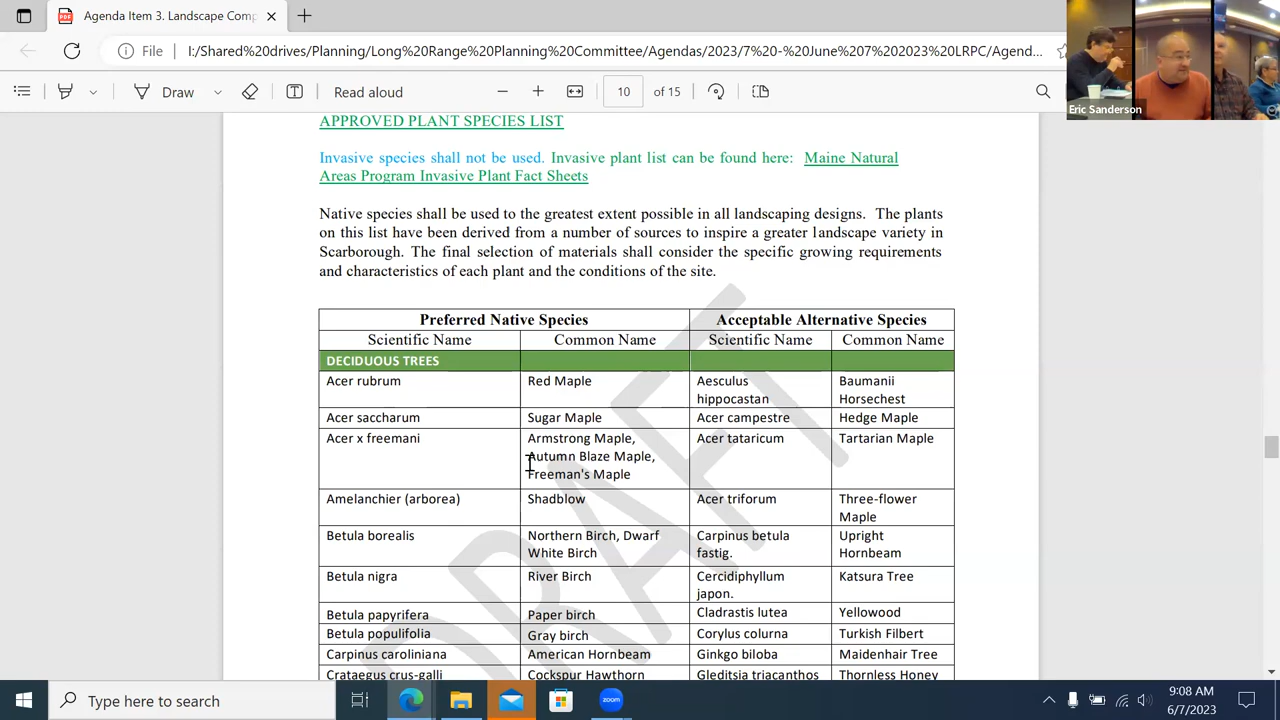 Agenda Item 3. Landscape Comp
File
I:/Shared%20drives/Planning/Long%20Range%20Planning%20Committee/Agendas/2023/7%20-%20June%207%202023%20LRPC/Agend...
Draw
Read aloud
10 of 15
Eric Sanderson
APPROVED PLANT SPECIES LIST
Invasive species shall not be used. Invasive plant list can be found here: Maine Natural
Areas Program Invasive Plant Fact Sheets
Native species shall be used to the greatest extent possible in all landscaping designs. The plants
on this list have been derived from a number of sources to inspire a greater landscape variety in
Scarborough. The final selection of materials shall consider the specific growing requirements
and characteristics of each plant and the conditions of the site.
Preferred Native Species Acceptable Alternative Species
Scientific Name Common Name Scientific Name Common Name
DECIDUOUS TREES
Acer rubrum Red Maple Aesculus Baumanii
hippocastan Horsechest
Acer saccharum Sugar Maple Acer campestre Hedge Maple
Acer x freemani Armstrong Maple, Acer tataricum Tartarian Maple
Autumn Blaze Maple,
Freeman's Maple
Amelanchier (arborea) Shadblow Acer triforum Three-flower
Maple
Betula borealis Northern Birch, Dwarf Carpinus betula Upright
White Birch fastig. Hornbeam
Betula nigra River Birch Cercidiphyllum Katsura Tree
japon.
Betula papyrifera Paper birch Cladrastis lutea Yellowood
Betula populifolia Gray birch Corylus colurna Turkish Filbert
Carpinus caroliniana American Hornbeam Ginkgo biloba Maidenhair Tree
Crataegus crus-galli Cockspur Hawthorn Gleditsia triacanthos Thornless Honey
DRAFT
Type here to search
zoom
9:08 AM
6/7/2023